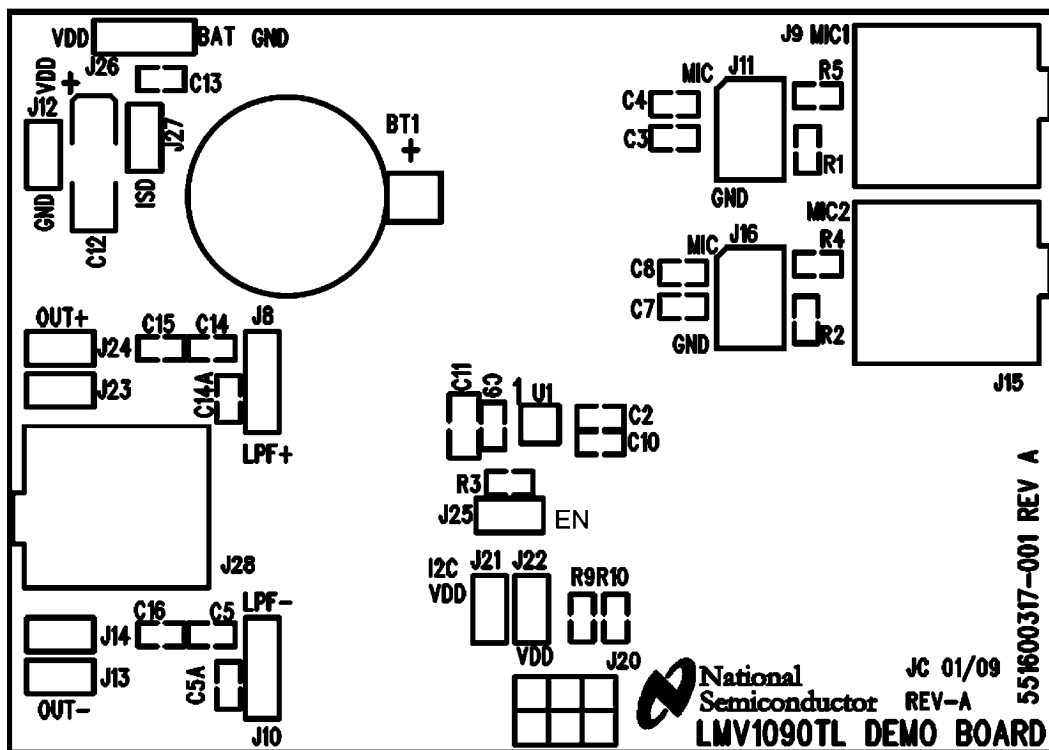 VDD BAT GND
J26
C13
VDD
+
J12
J27
GND
ISD
C12
BT1
+
J9 MIC1
MIC
J11
R5
C4
C3
R1
GND
MIC2
MIC
J16
R4
C8
C7
R2
GND
J15
OUT+
J24
J23
C15
C14
J8
C14A
LPF+
C11
C9
1
U1
C2
C10
R3
J25
EN
J28
I2C
VDD
J21
J22
R9
R10
VDD
J20
LPF-
C16
C5
J14
J13
C5A
OUT-
J10
National
Semiconductor
JC 01/09
REV-A
LMV1090TL DEMO BOARD
551600317-001 REV A